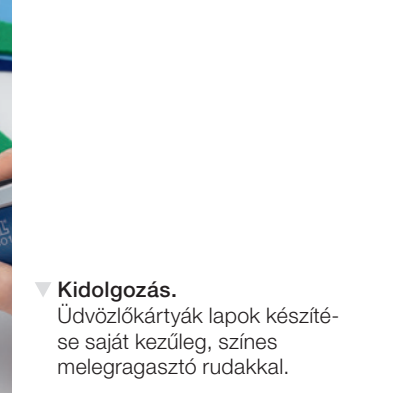 Kidolgozás.
Üdvözlőkártyák lapok készíté-
se saját kezűleg, színes
melegragasztó rudakkal.